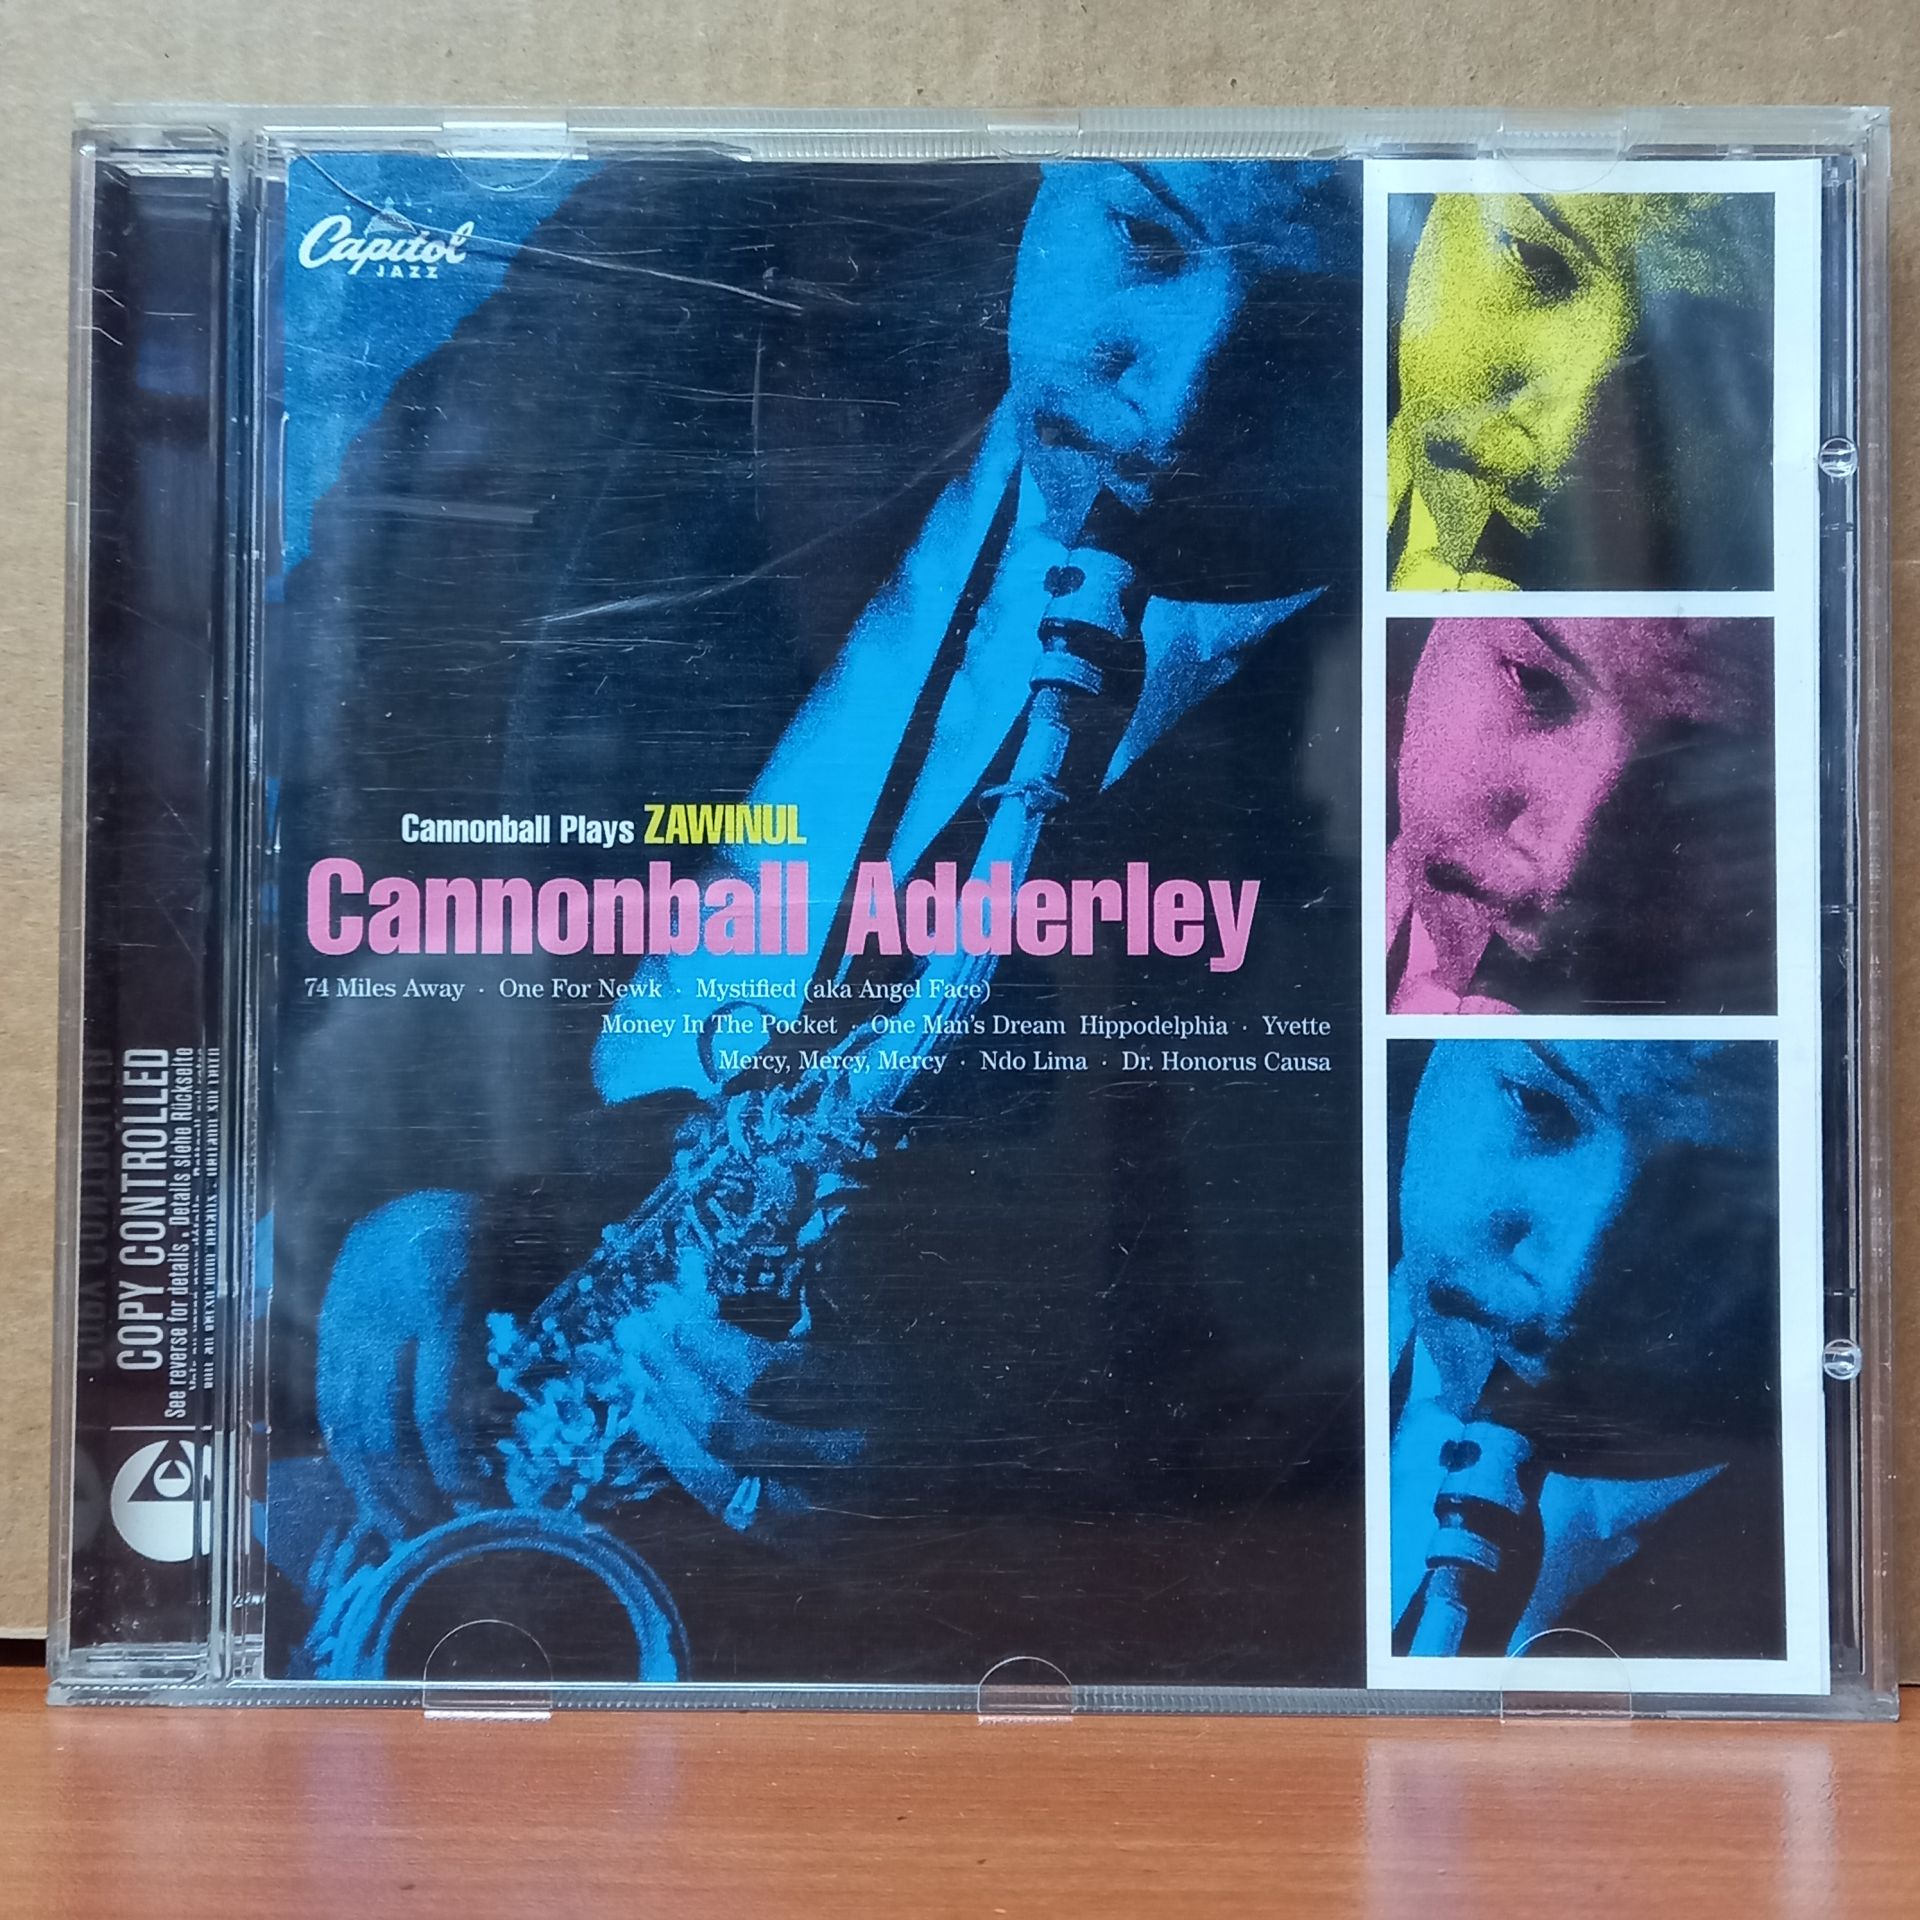 Capitol
JAZZ
Cannonball Plays ZAWINUL
Cannonball Adderley
74 Miles Away · One For Newk · Mystified (aka Angel Face)
Money In The Pocket · One Man's Dream Hippodelphia · Yvette
Mercy, Mercy, Mercy · Ndo Lima · Dr. Honorus Causa
COPY CONTROLLED
See reverse for details . Details siehe Rückseite